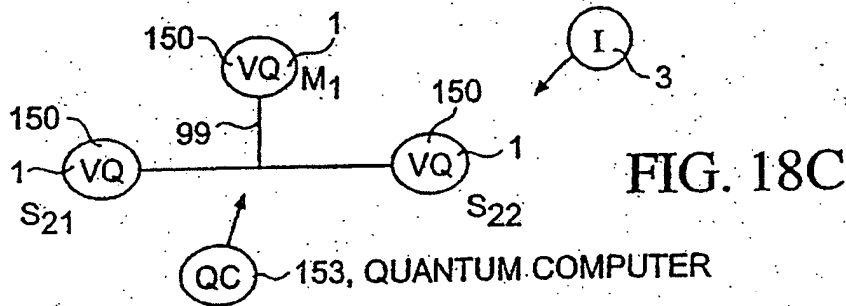 150 1
VQ M1
I
3
150
99
150
1 VQ
VQ 1
S21
S22
FIG. 18C
QC 153, QUANTUM COMPUTER